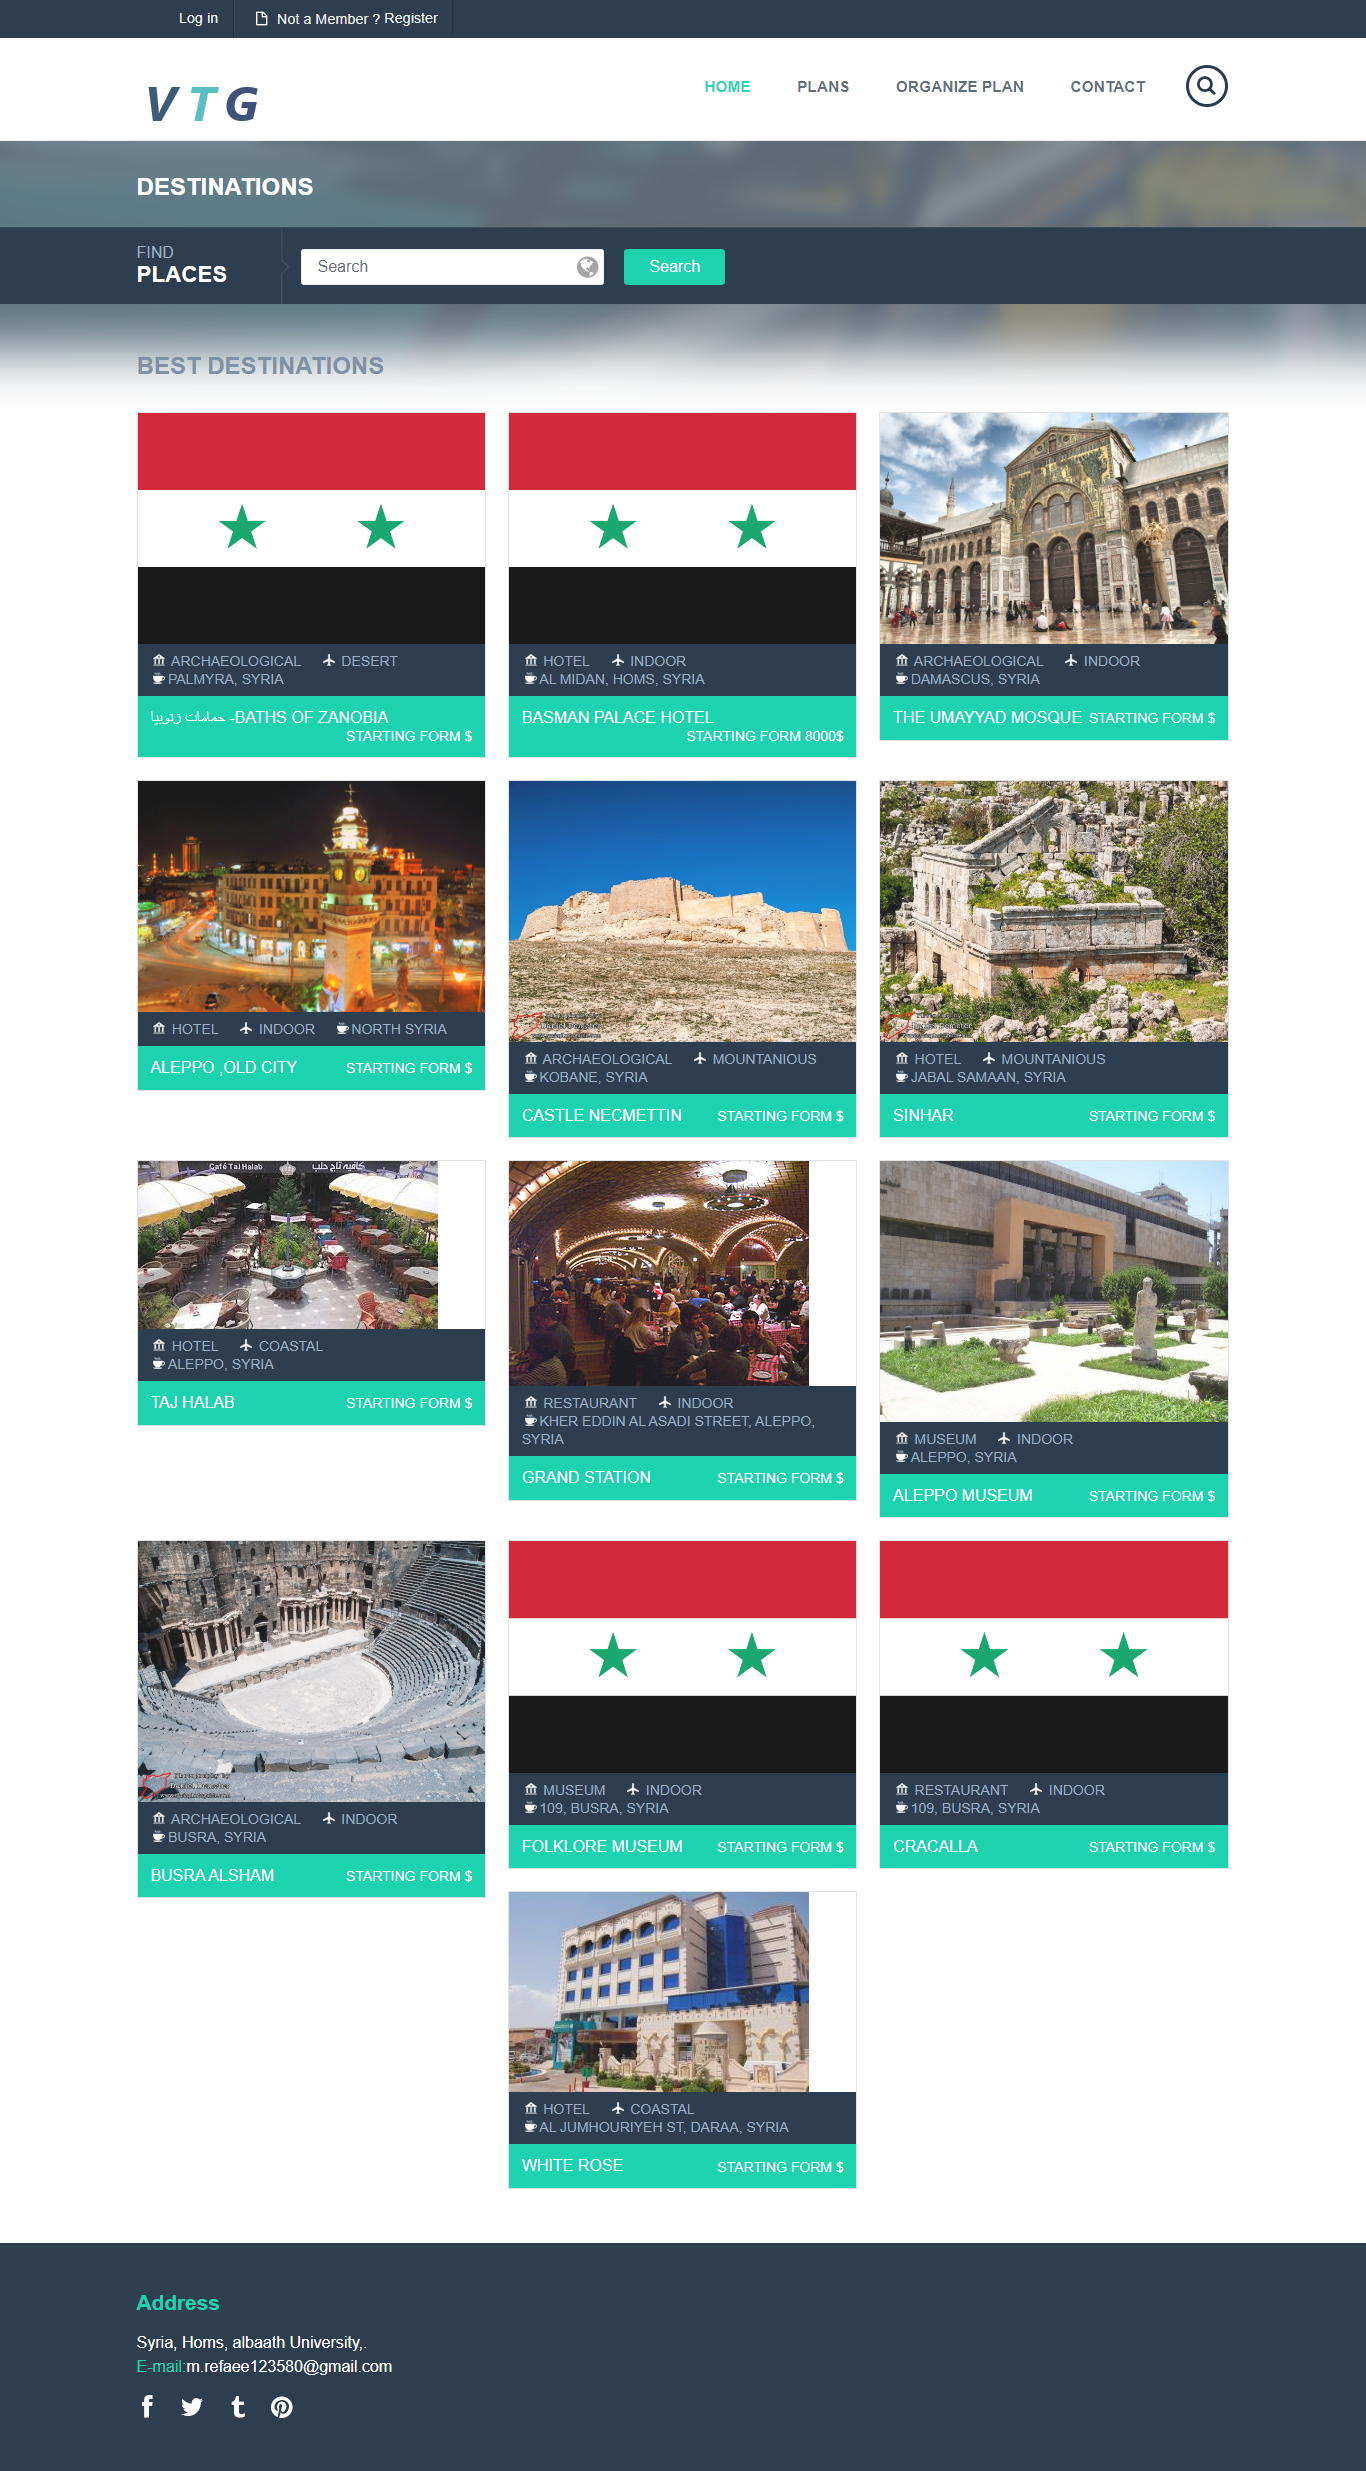 Log in
Not a Member ? Register
VTG
HOME
PLANS
ORGANIZE PLAN
CONTACT
DESTINATIONS
FIND
PLACES
Search
Search
BEST DESTINATIONS
ARCHAEOLOGICAL DESERT
PALMYRA, SYRIA
حمامات زنوبيا -BATHS OF ZANOBIA
STARTING FORM $
HOTEL INDOOR
AL MIDAN, HOMS, SYRIA
BASMAN PALACE HOTEL
STARTING FORM 8000$
ARCHAEOLOGICAL INDOOR
DAMASCUS, SYRIA
THE UMAYYAD MOSQUE STARTING FORM $
HOTEL INDOOR NORTH SYRIA
ALEPPO ,OLD CITY STARTING FORM $
ARCHAEOLOGICAL MOUNTANIOUS
KOBANE, SYRIA
CASTLE NECMETTIN STARTING FORM $
HOTEL MOUNTANIOUS
JABAL SAMAAN, SYRIA
SINHAR STARTING FORM $
Café Taj Halab كافيه تاج حلب
HOTEL COASTAL
ALEPPO, SYRIA
TAJ HALAB STARTING FORM $
RESTAURANT INDOOR
KHER EDDIN AL ASADI STREET, ALEPPO,
SYRIA
GRAND STATION STARTING FORM $
MUSEUM INDOOR
ALEPPO, SYRIA
ALEPPO MUSEUM STARTING FORM $
Photography by
Daniel Demeter
ARCHAEOLOGICAL INDOOR
BUSRA, SYRIA
BUSRA ALSHAM STARTING FORM $
MUSEUM INDOOR
109, BUSRA, SYRIA
FOLKLORE MUSEUM STARTING FORM $
RESTAURANT INDOOR
109, BUSRA, SYRIA
CRACALLA STARTING FORM $
HOTEL COASTAL
AL JUMHOURIYEH ST, DARAA, SYRIA
WHITE ROSE STARTING FORM $
Address
Syria, Homs, albaath University,.
E-mail:m.refaee123580@gmail.com